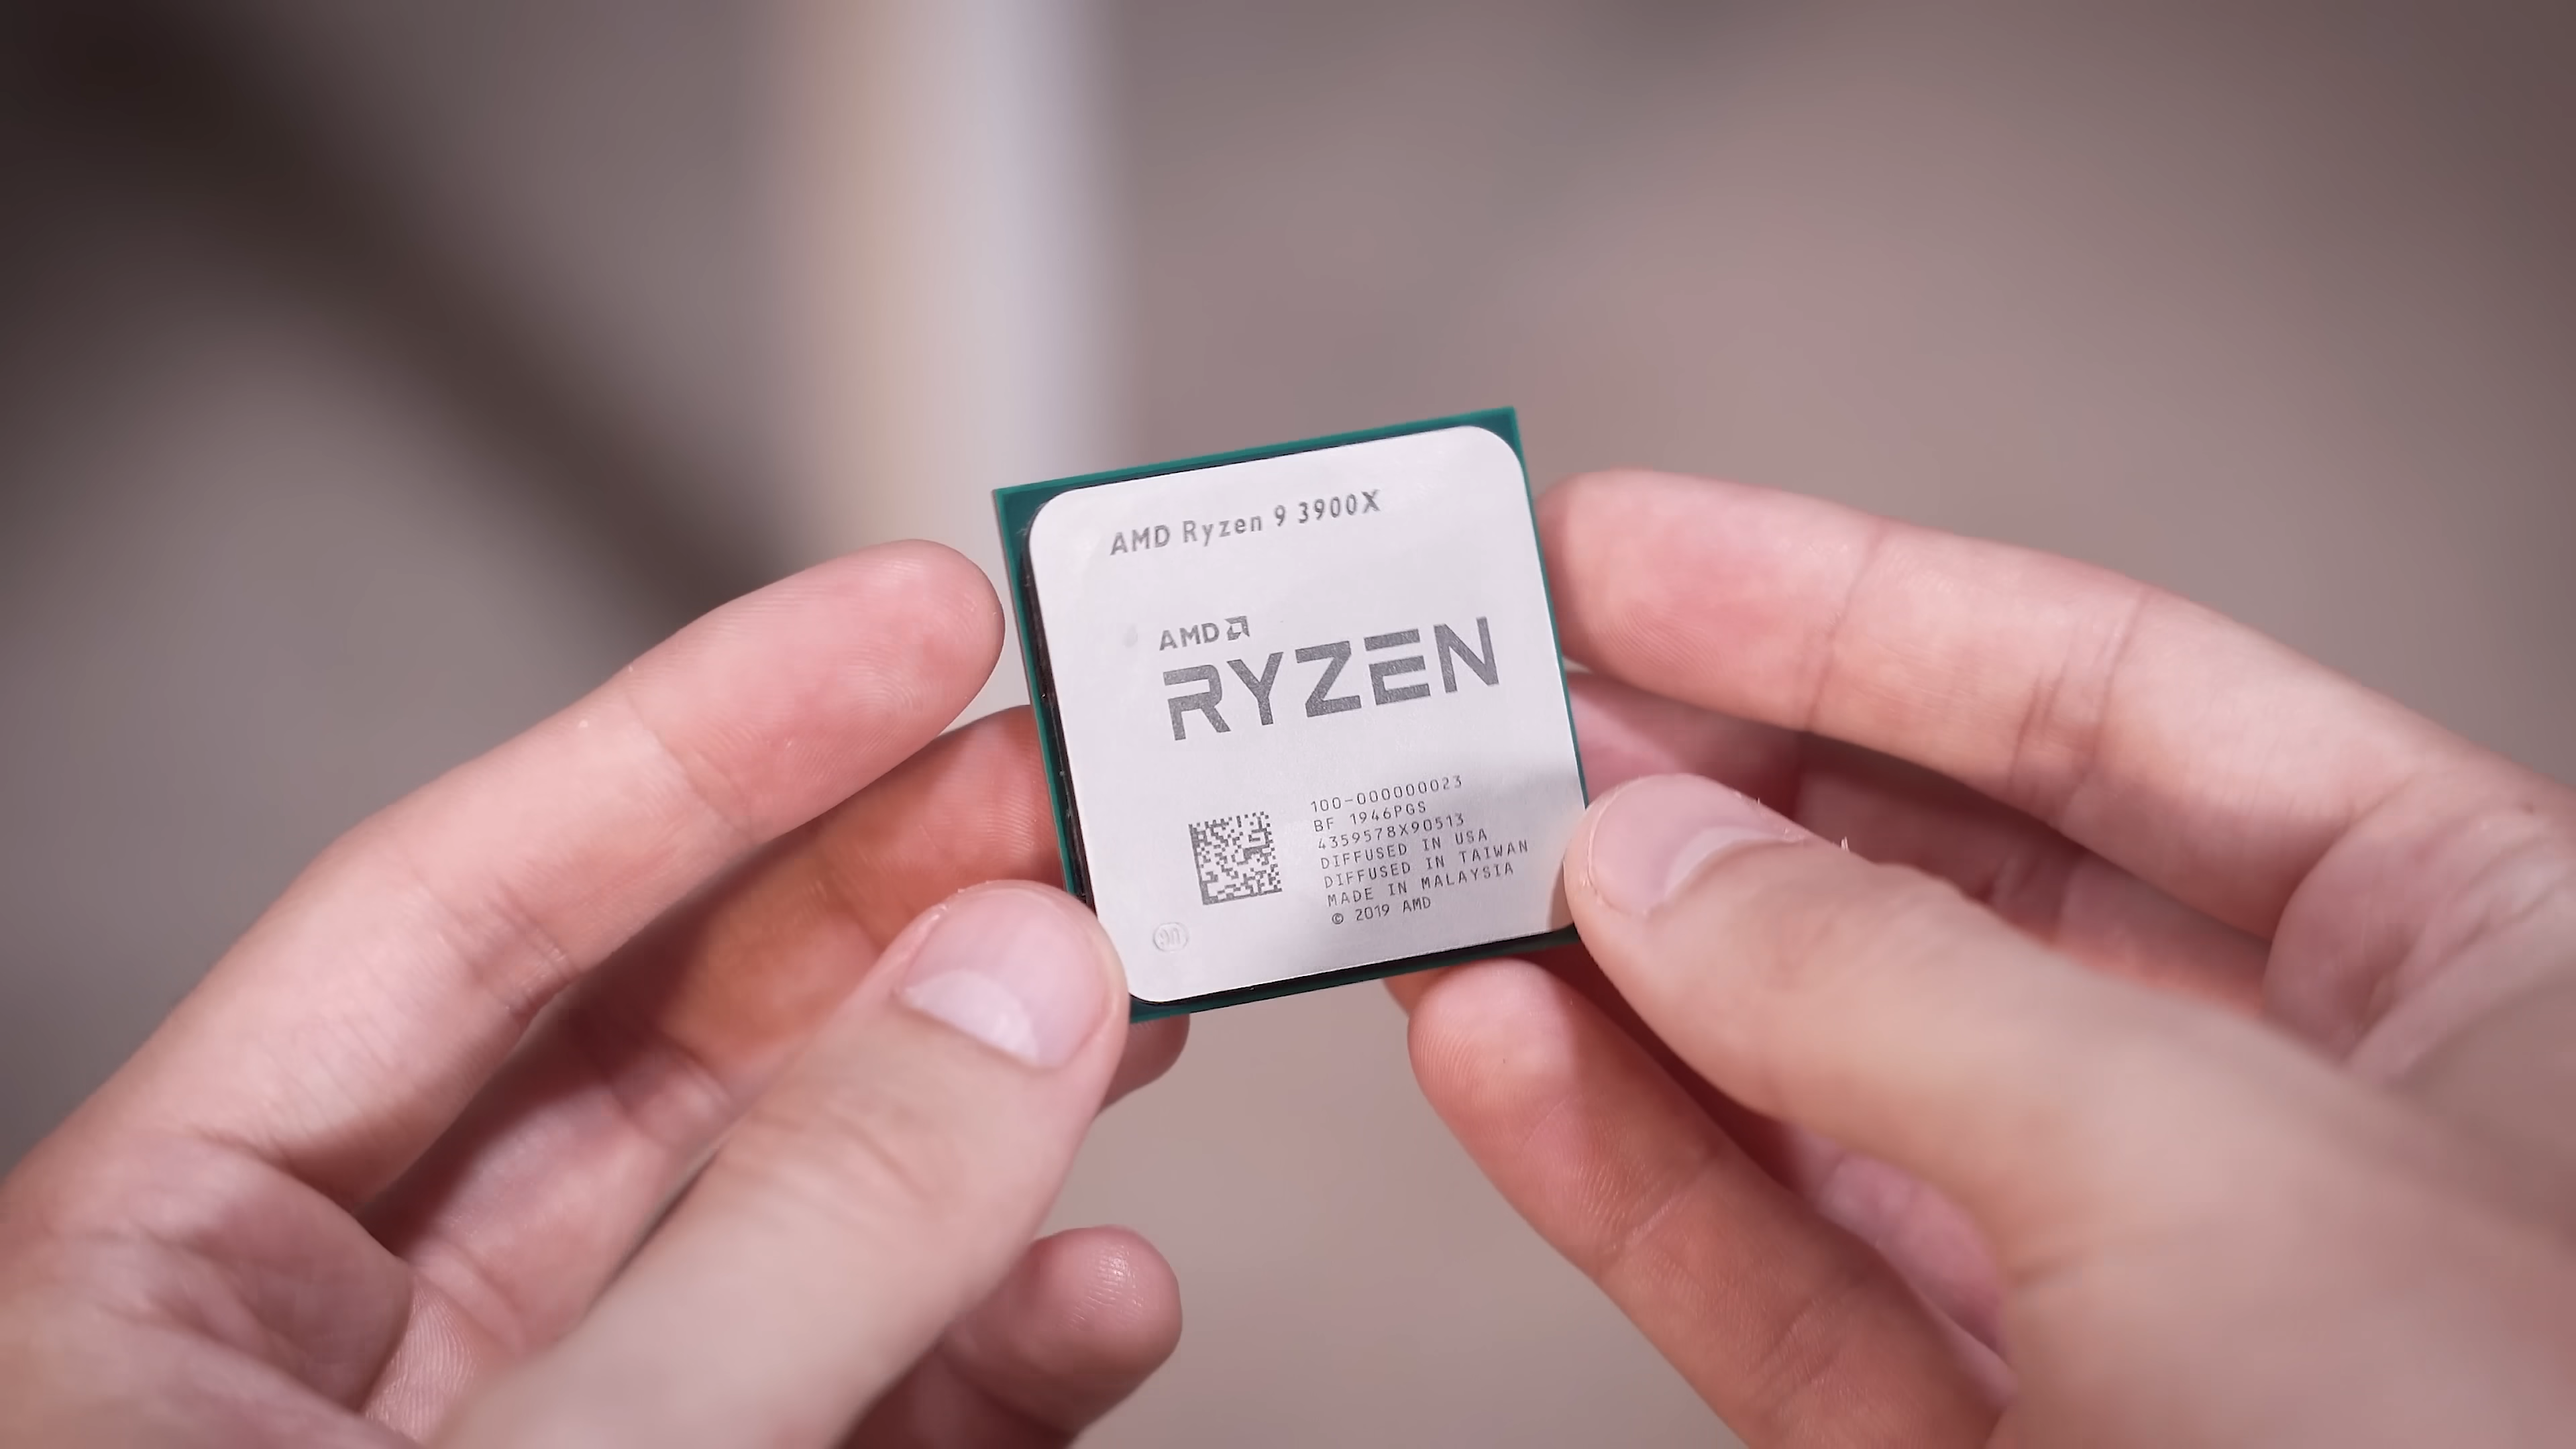 AMD Ryzen 9 3900X
AMD
RYZEN
100-000000023
BF 1946PGS
4359578X90513
DIFFUSED IN USA
DIFFUSED IN TAIWAN
MADE IN MALAYSIA
© 2019 AMD